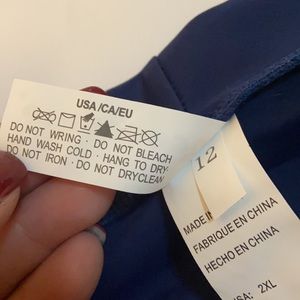 USA/CA/EU
DO NOT WRING · DO NOT BLEACH
HAND WASH COLD · HANG TO DRY
DO NOT IRON · DO NOT DRYCLEAN
12
MADE IN
FABRIQUE EN CHINA
HECHO EN CHINA
2XL